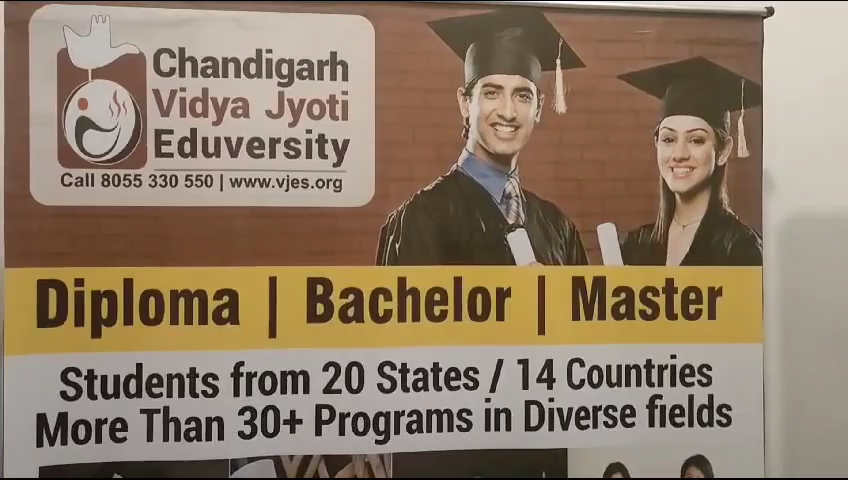 Chandigarh
Vidya Jyoti
Eduversity
Call 8055 330 550 | www.vjes.org
Diploma | Bachelor | Master
Students from 20 States / 14 Countries
More Than 30+ Programs in Diverse fields